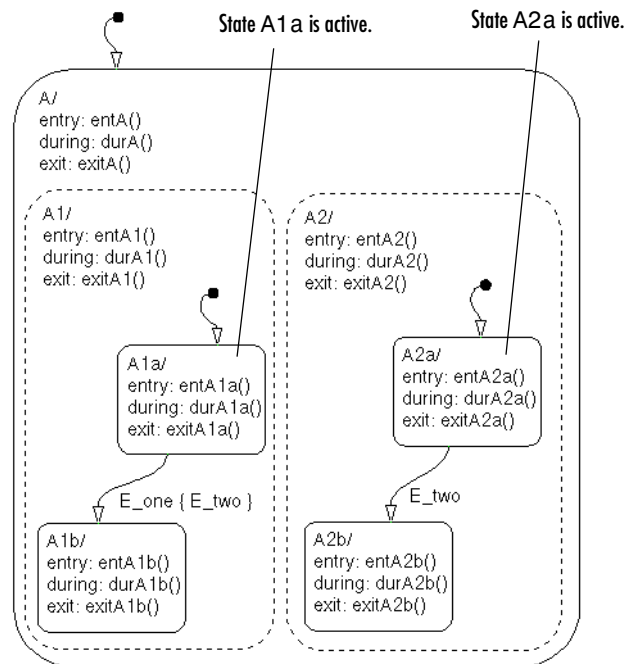 State A1a is active.
State A2a is active.
A/
entry: entA()
during: durA()
exit: exitA()
A1/
entry: entA1()
during: durA1()
exit: exitA1()
A2/
entry: entA2()
during: durA2()
exit: exitA2()
A1a/
entry: entA1a()
during: durA1a()
exit: exitA1a()
A2a/
entry: entA2a()
during: durA2a()
exit: exitA2a()
E_one { E_two }
E_two
A1b/
entry: entA1b()
during: durA1b()
exit: exitA1b()
A2b/
entry: entA2b()
during: durA2b()
exit: exitA2b()